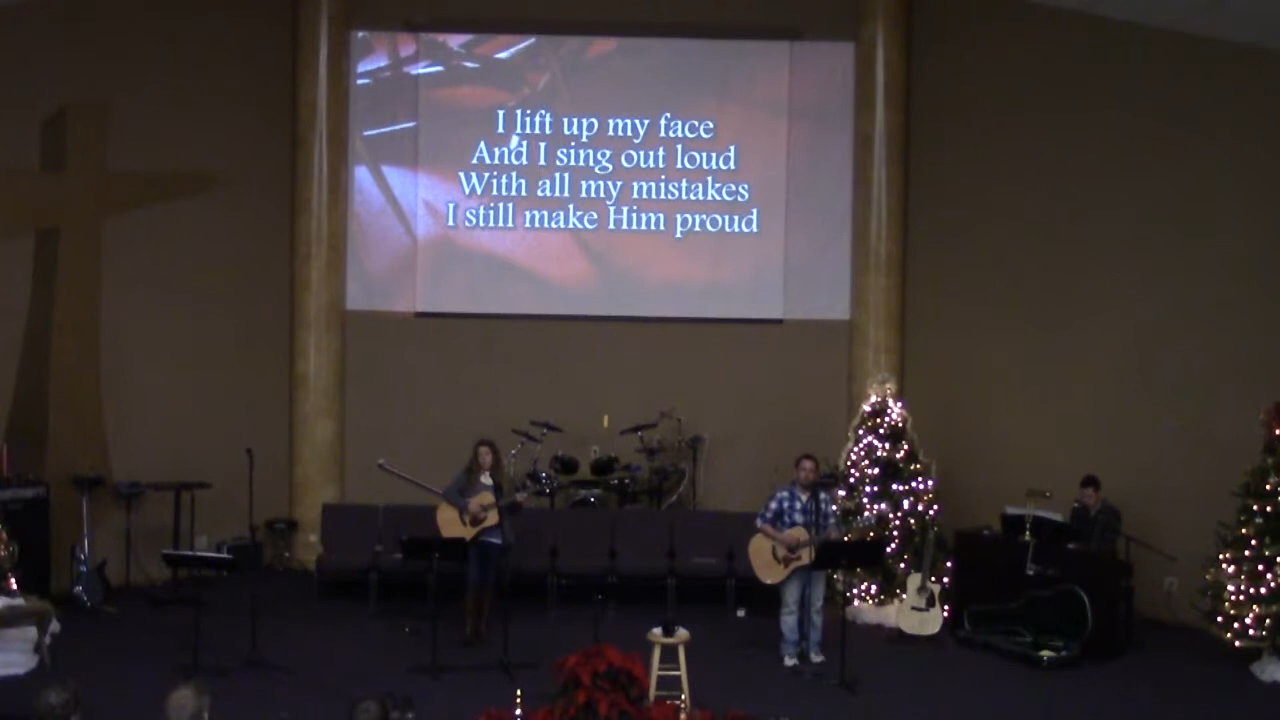 I lift up my face
And I sing out loud
With all my mistakes
I still make Him proud